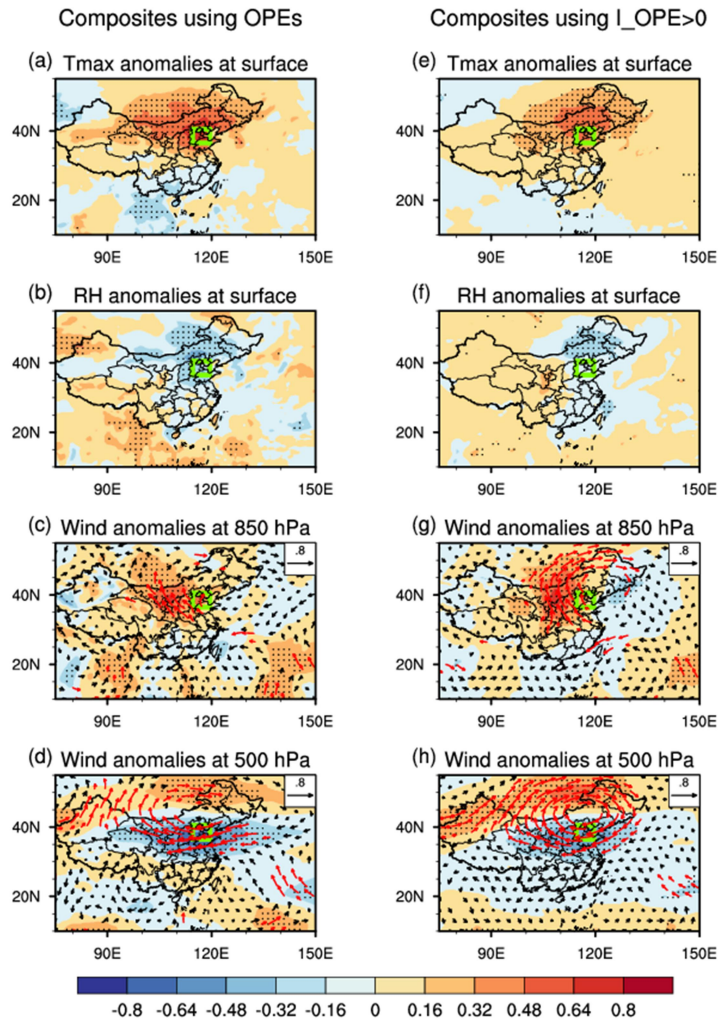 Composites using OPEs
Composites using I_OPE>0
(a) Tmax anomalies at surface
40N
20N
90E 120E 150E
(e) Tmax anomalies at surface
40N
20N
90E 120E 150E
(b) RH anomalies at surface
40N
20N
90E 120E 150E
(f) RH anomalies at surface
40N
20N
90E 120E 150E
(c) Wind anomalies at 850 hPa
.8
40N
20N
90E 120E 150E
(g) Wind anomalies at 850 hPa
.8
40N
20N
90E 120E 150E
(d) Wind anomalies at 500 hPa
.8
40N
20N
90E 120E 150E
(h) Wind anomalies at 500 hPa
.8
40N
20N
90E 120E 150E
-0.8 -0.64 -0.48 -0.32 -0.16 0 0.16 0.32 0.48 0.64 0.8